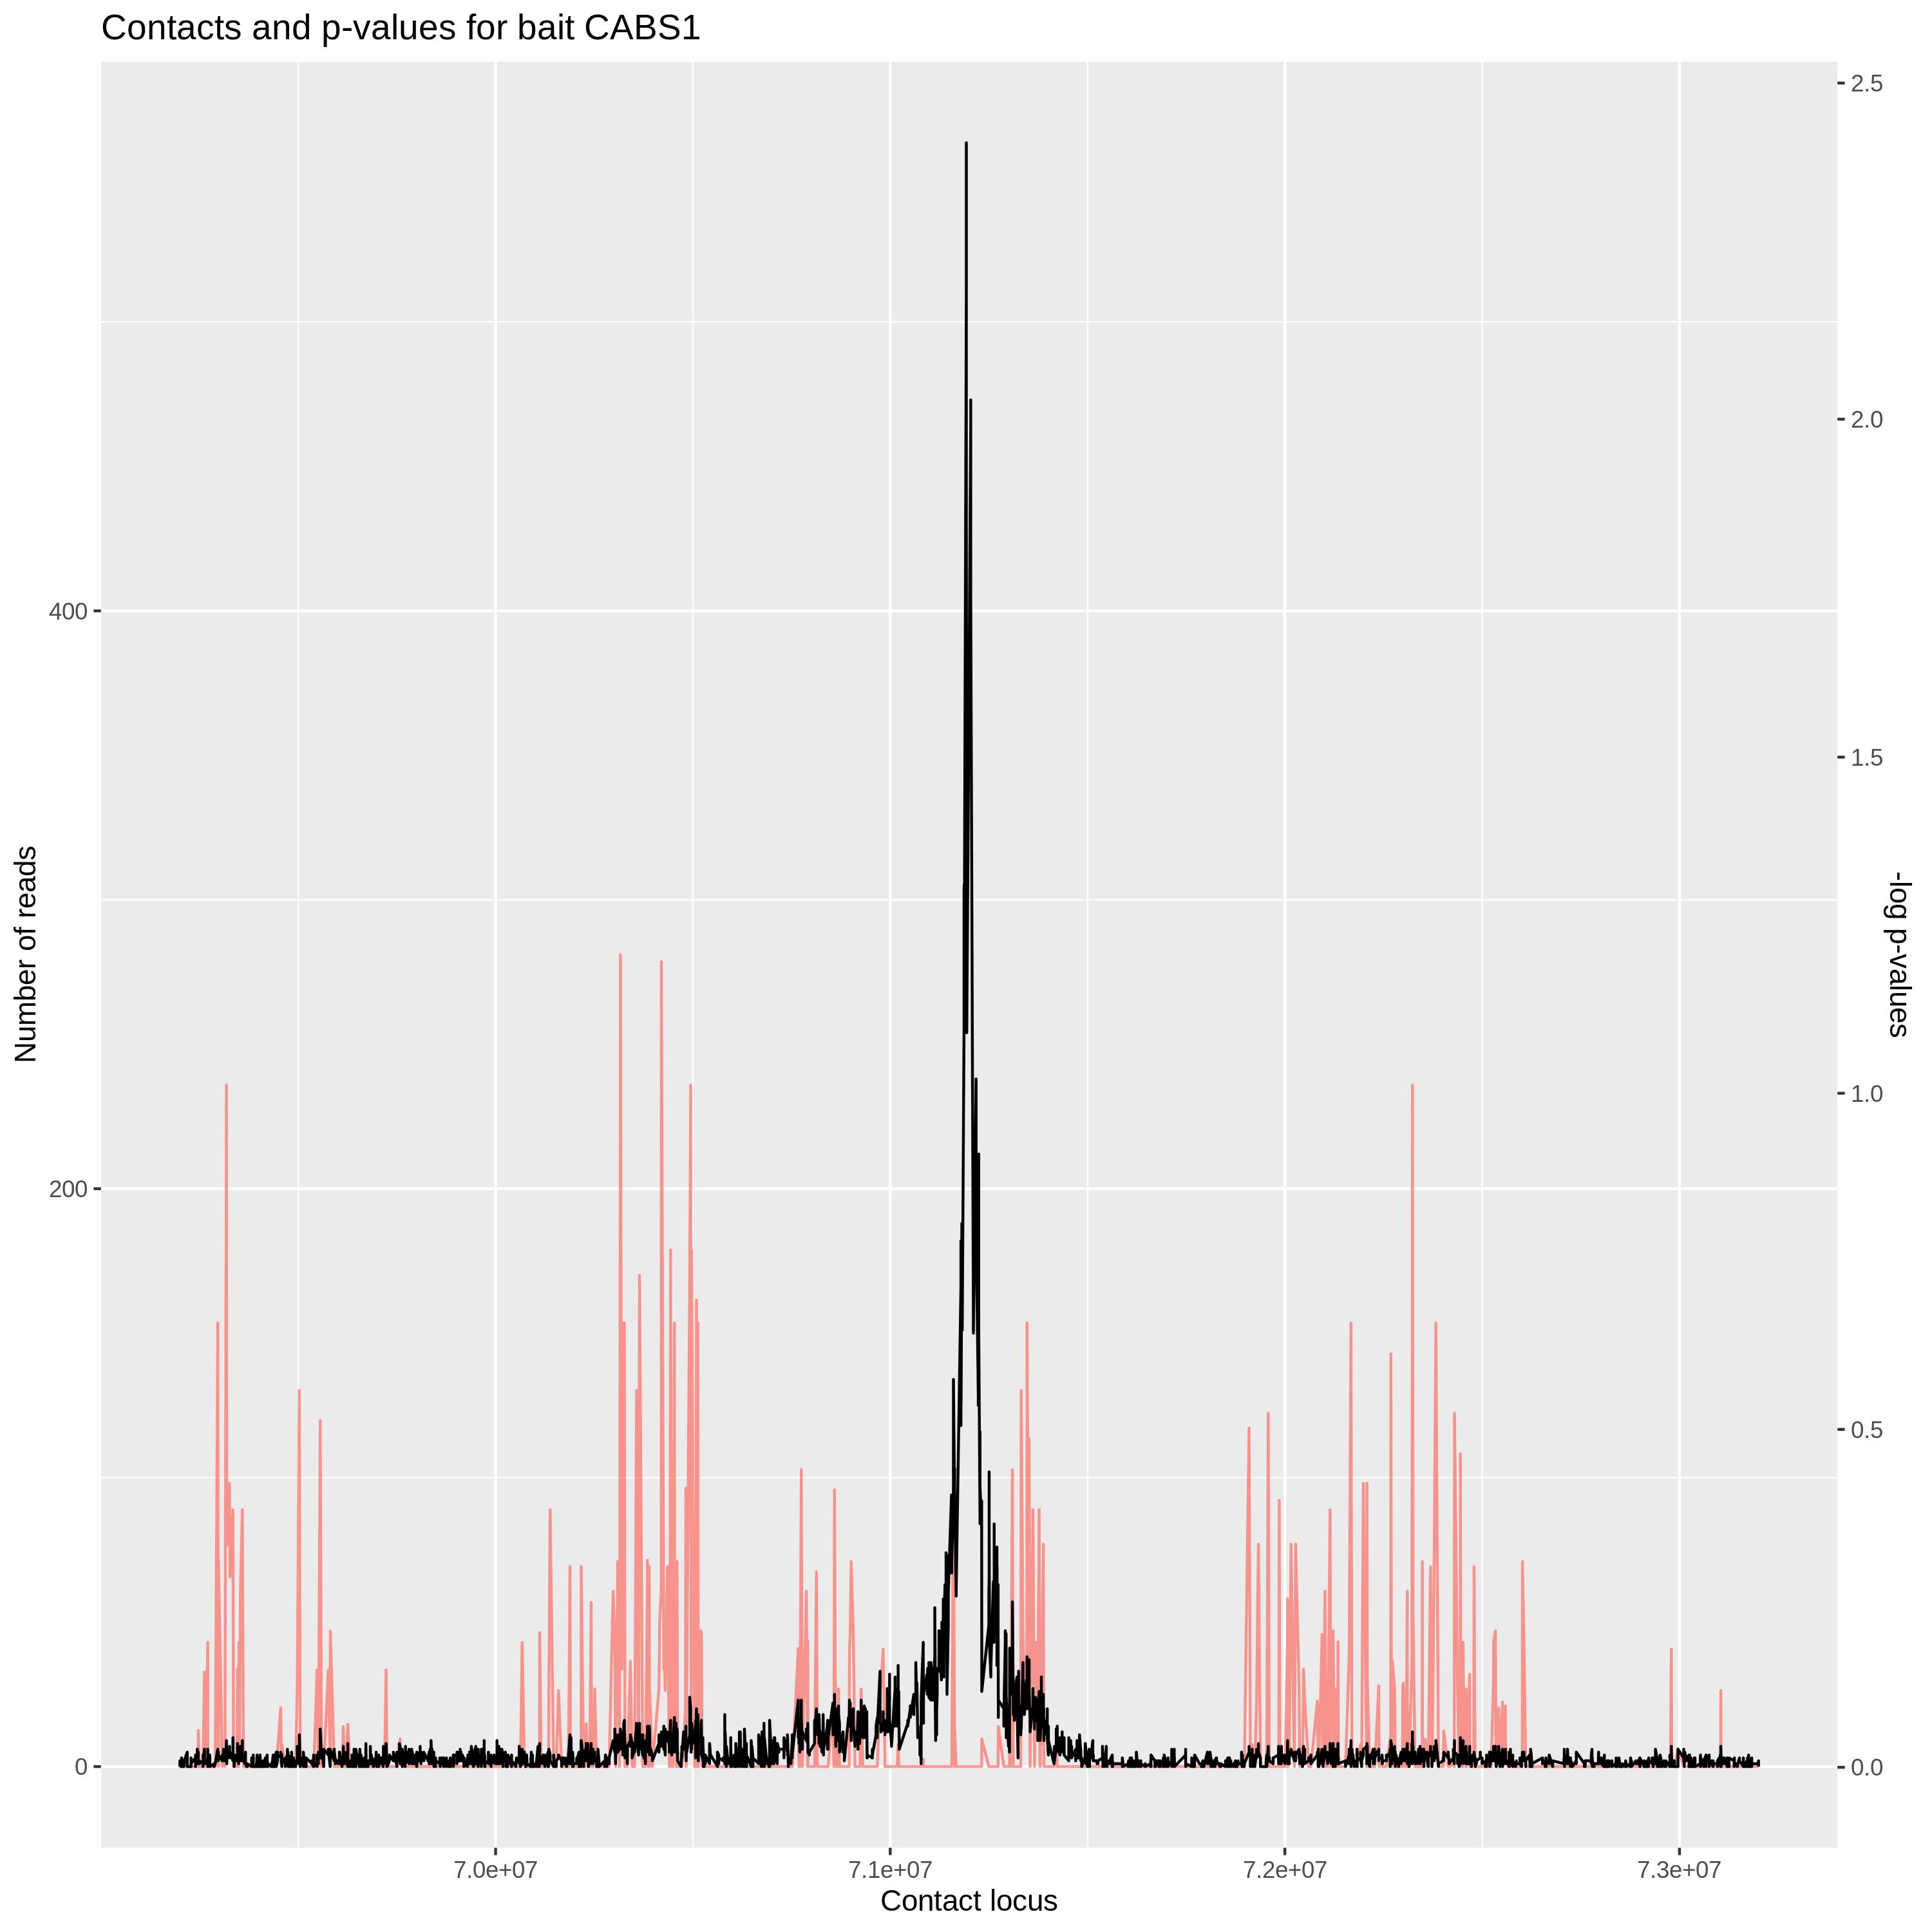 Contacts and p-values for bait CABS1
Number of reads
400
200
0
2.5
2.0
1.5
1.0
0.5
0.0
-log p-values
7.0e+07
7.1e+07
7.2e+07
7.3e+07
Contact locus